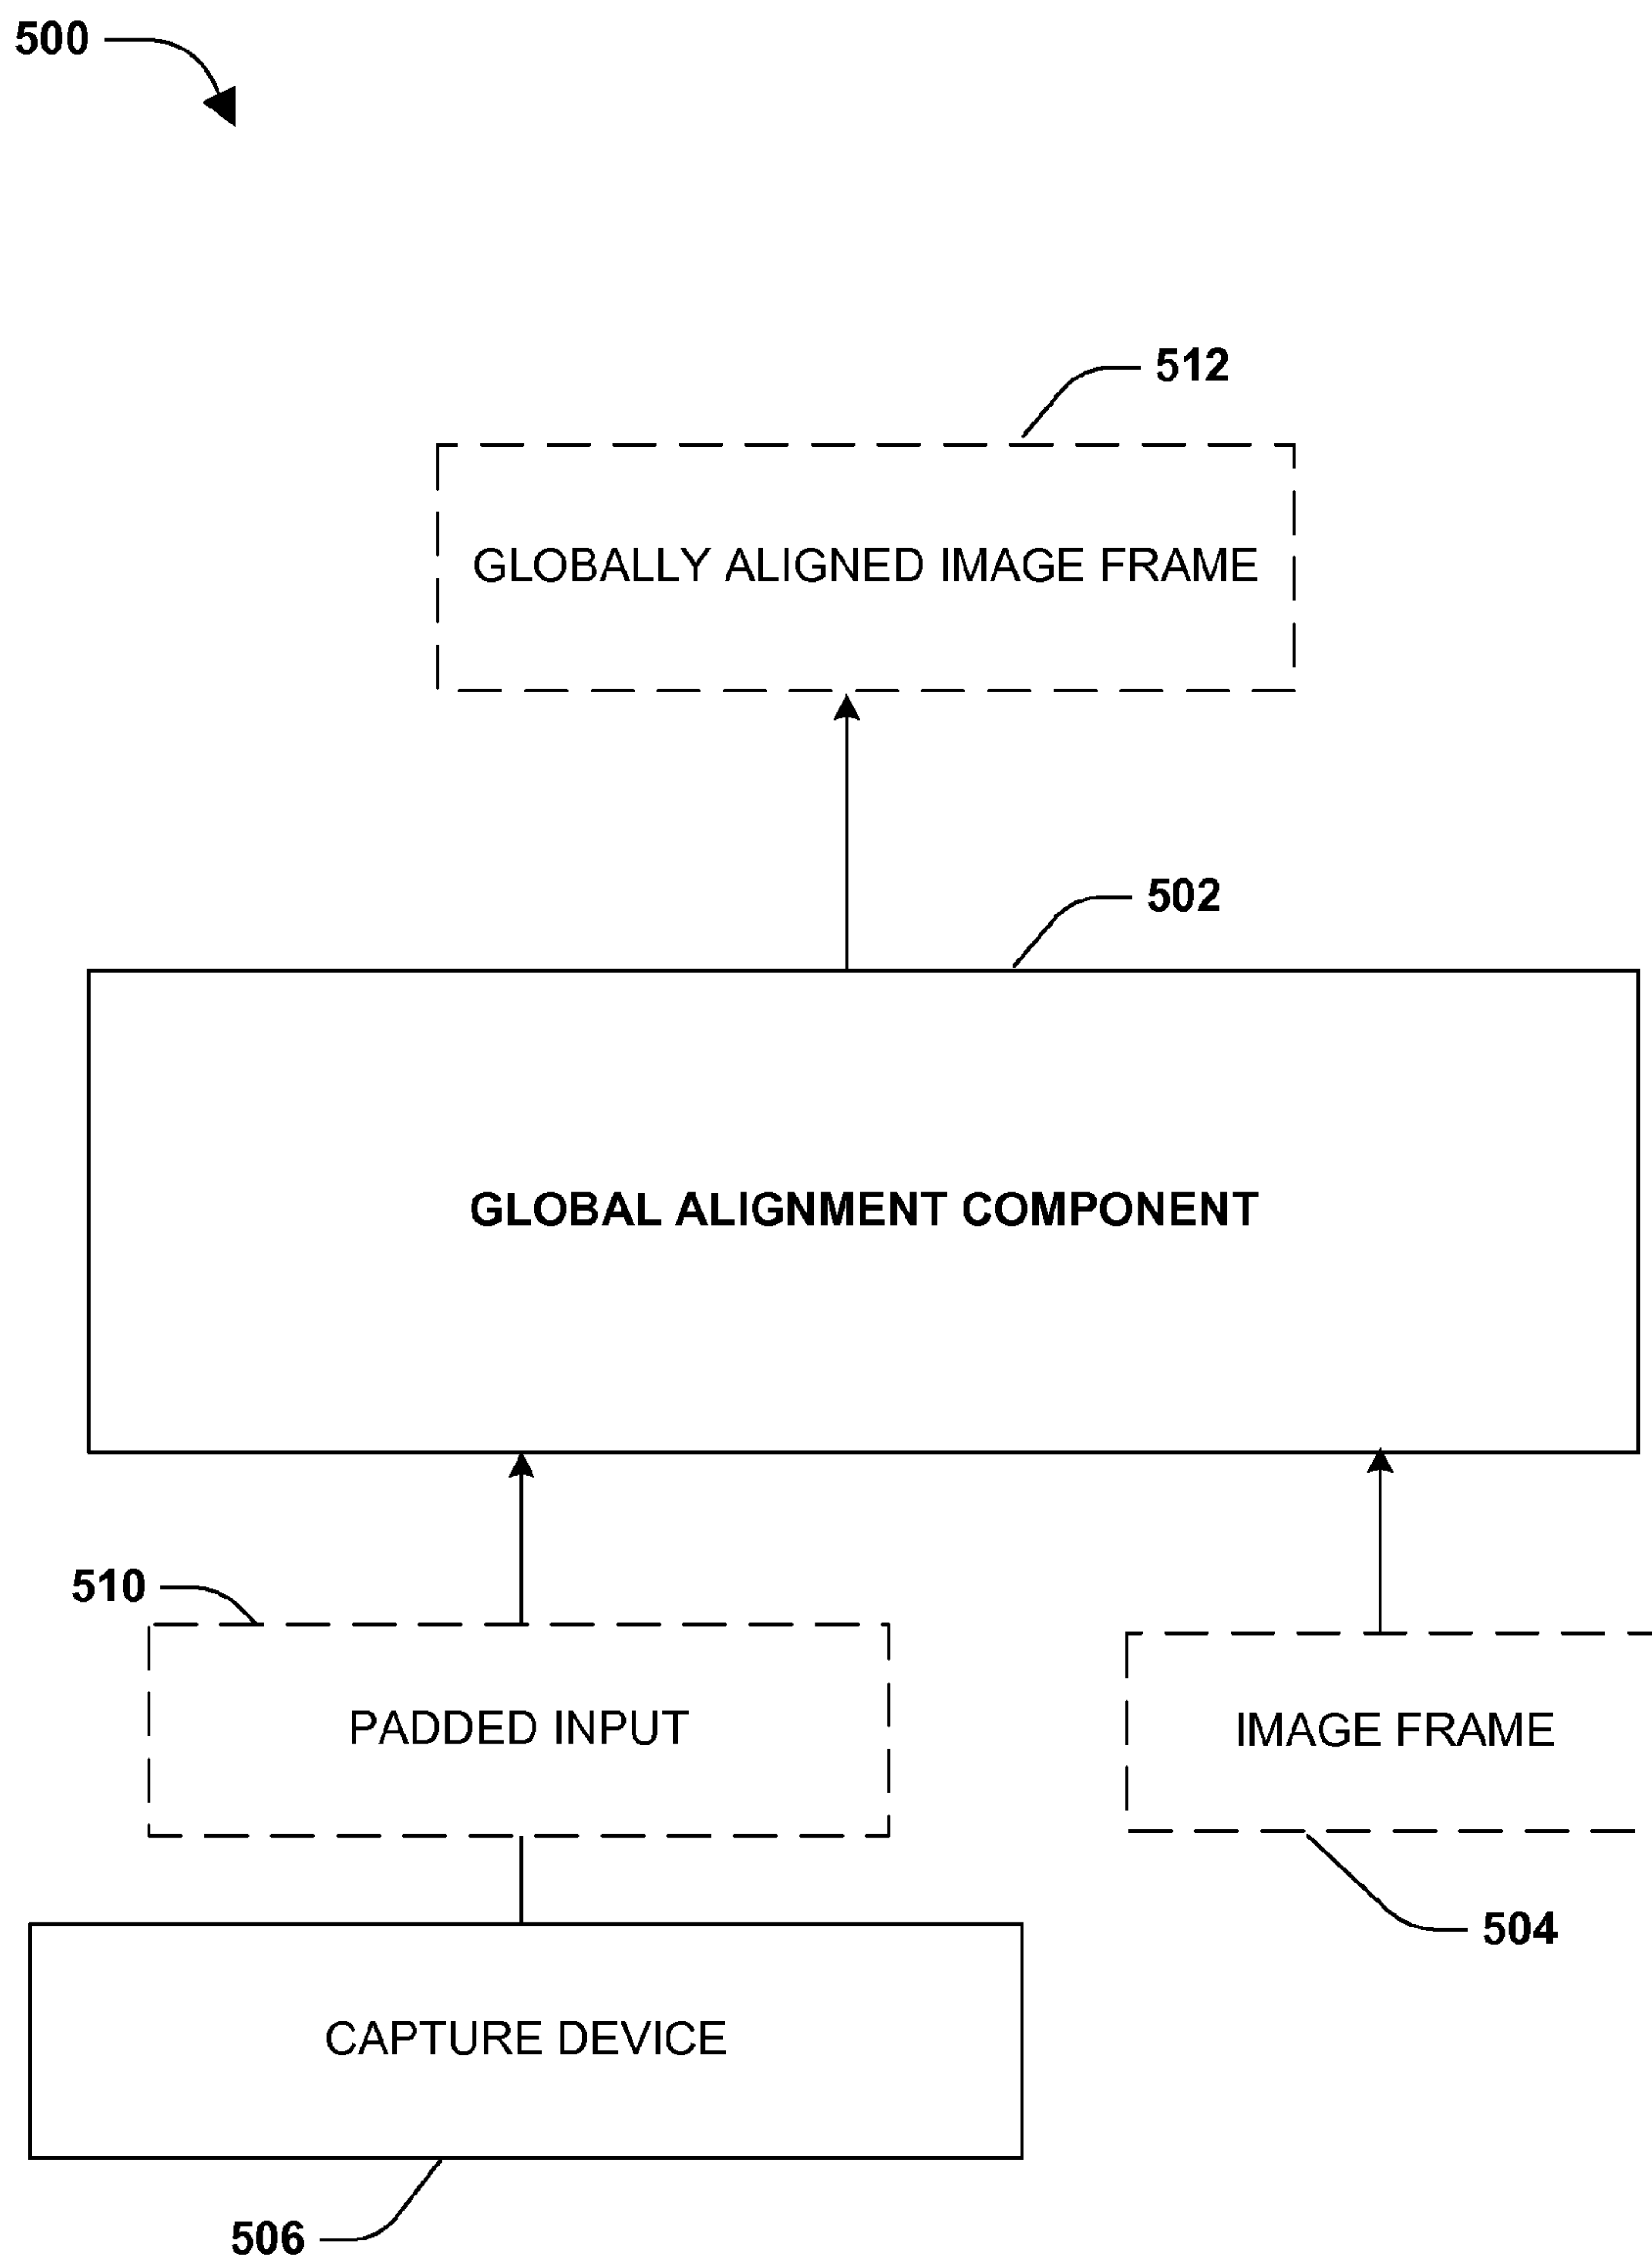 500
512
GLOBALLY ALIGNED IMAGE FRAME
502
GLOBAL ALIGNMENT COMPONENT
510
PADDED INPUT
IMAGE FRAME
504
CAPTURE DEVICE
506